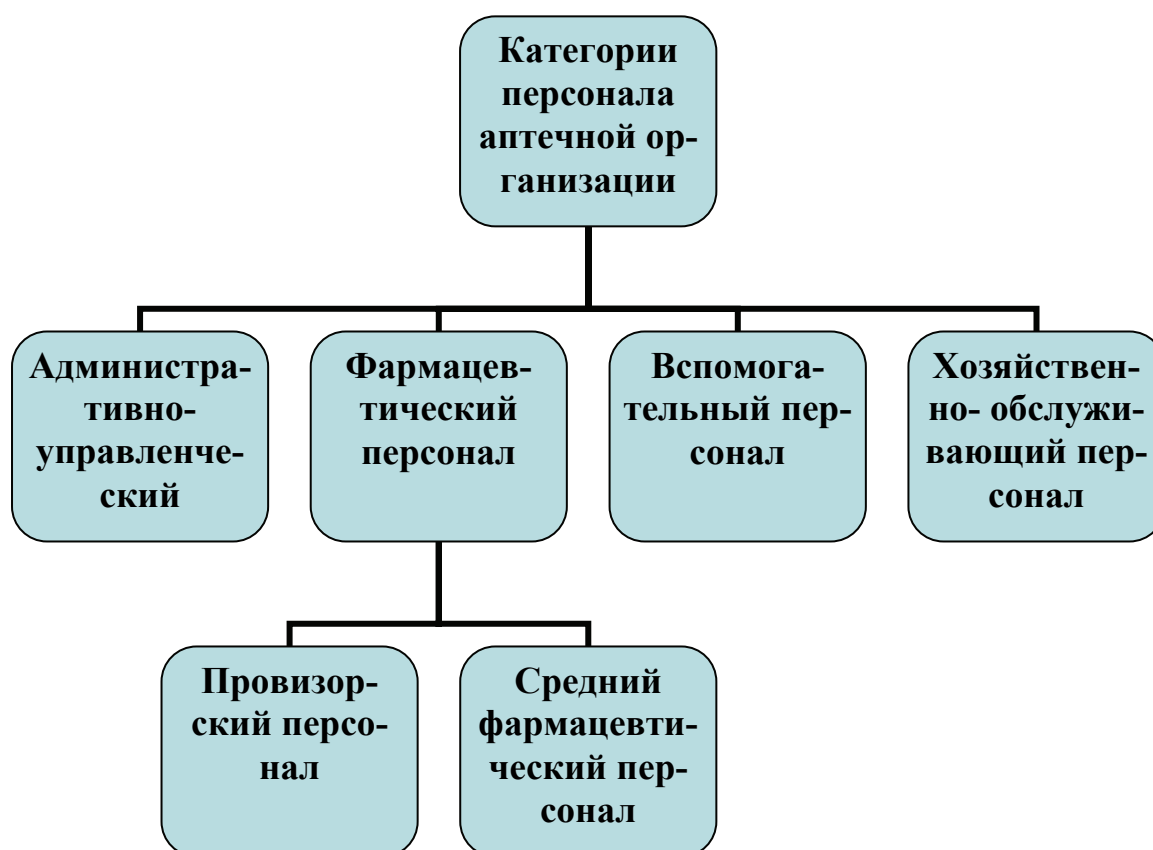 Категории
персонала
аптечной ор-
ганизации
Администра-
тивно-
управленче-
ский
Фармацев-
тический
персонал
Вспомога-
тельный пер-
сонал
Хозяйствен-
но- обслужи-
вающий пер-
сонал
Провизор-
ский персо-
нал
Средний
фармацевти-
ческий пер-
сонал